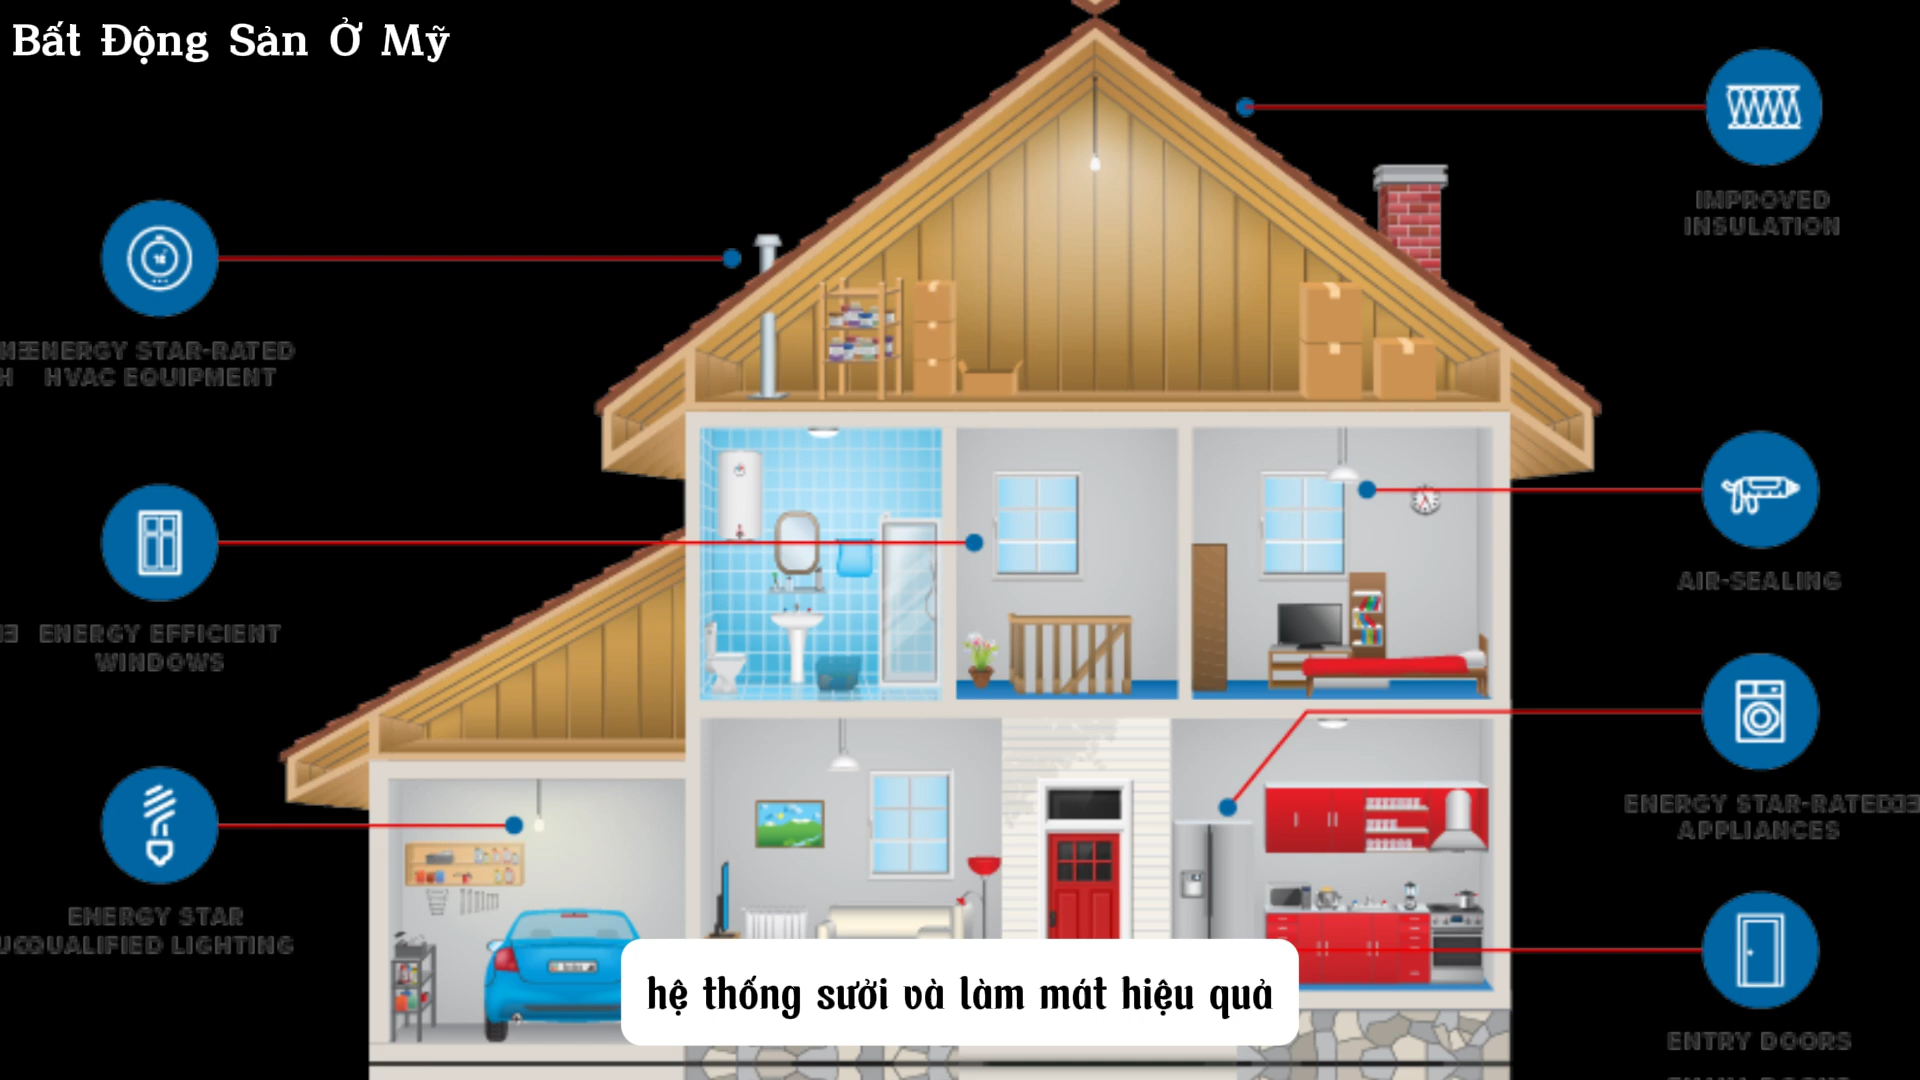 Bất Động Sản Ở Mỹ
IMPROVED
INSULATION
ENERGY STAR-RATED
HVAC EQUIPMENT
AIR-SEALING
ENERGY EFFICIENT
WINDOWS
ENERGY STAR-RATED
APPLIANCES
ENERGY STAR
QUALIFIED LIGHTING
hệ thống sưởi và làm mát hiệu quả
ENTRY DOORS